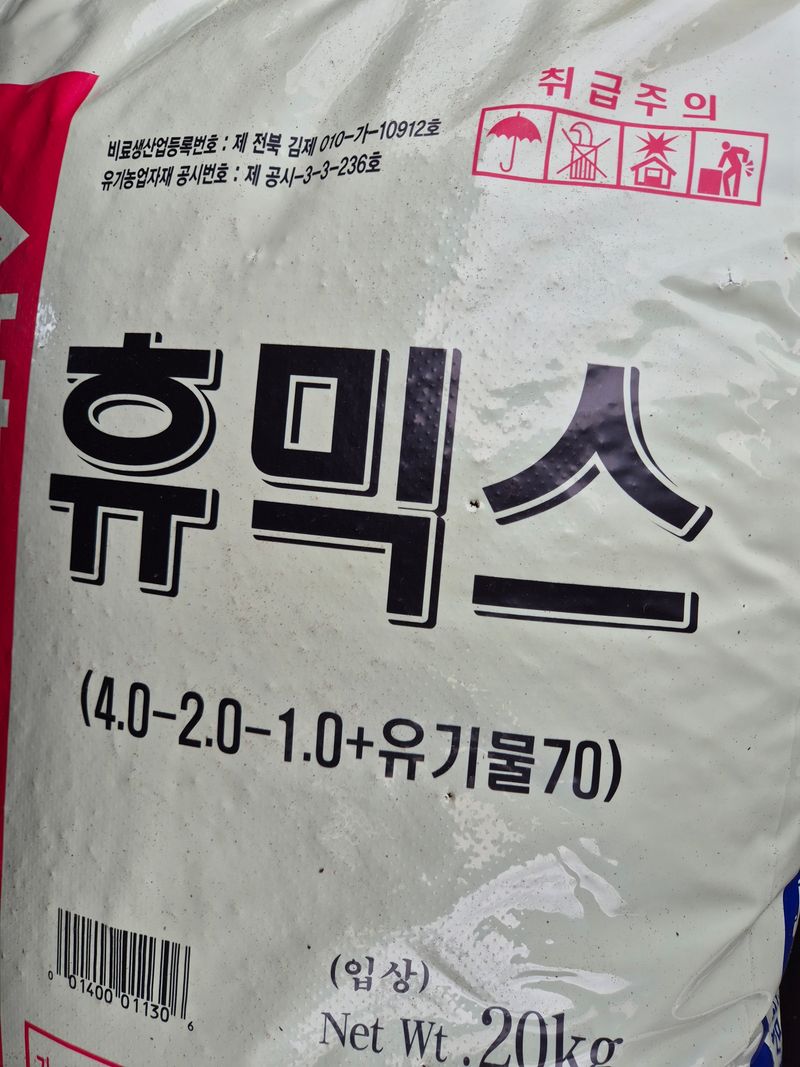 취급주의
비료생산업등록번호 : 제 전북 김제 010-가-10912호
유기농업자재 공시번호 : 제 공시-3-3-236호
휴믹스
(4.0-2.0-1.0+유기물70)
0 01400 01130 6
(입상)
Net Wt. 20kg